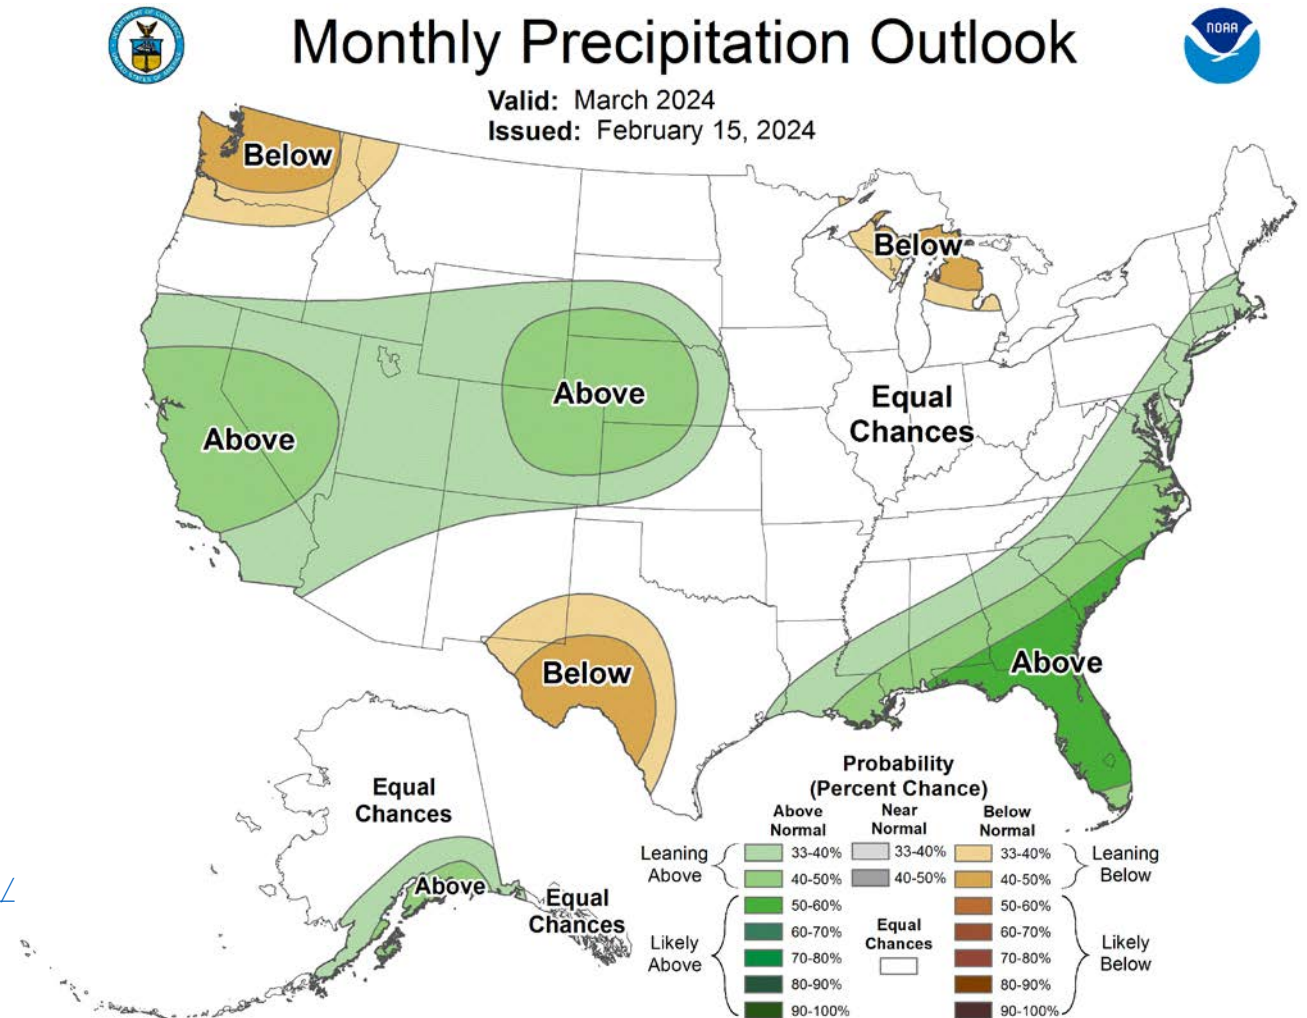 Monthly Precipitation Outlook
NOAA
Valid: March 2024
Issued: February 15, 2024
Below
Below
Above
Above
Equal
Chances
Below
Above
Equal
Chances
Above
Equal
Chances
/
Probability
(Percent Chance)
Above
Normal
Near
Normal
Below
Normal
Leaning
Above
33-40%
40-50%
33-40%
40-50%
33-40%
40-50%
Leaning
Below
Likely
Above
50-60%
60-70%
70-80%
80-90%
90-100%
Equal
Chances
50-60%
60-70%
70-80%
80-90%
90-100%
Likely
Below